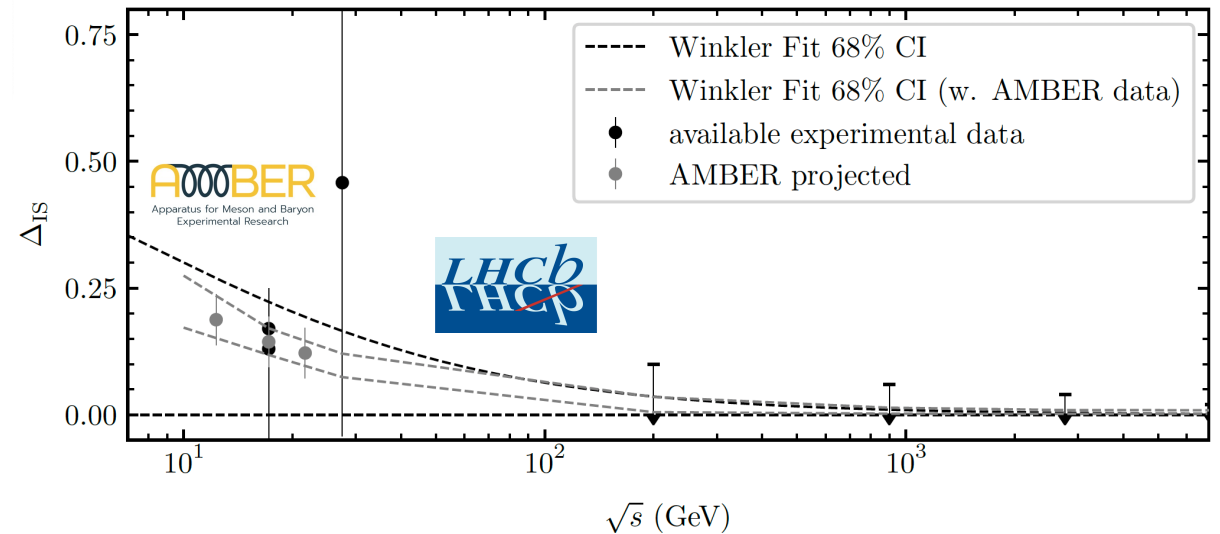 0.75
0.50
0.25
0.00
Δ_IS
10^1
10^2
10^3
√s (GeV)
Winkler Fit 68% CI
Winkler Fit 68% CI (w. AMBER data)
available experimental data
AMBER projected
AMBER
Apparatus for Meson and Baryon
Experimental Research
LHCb
LHCb